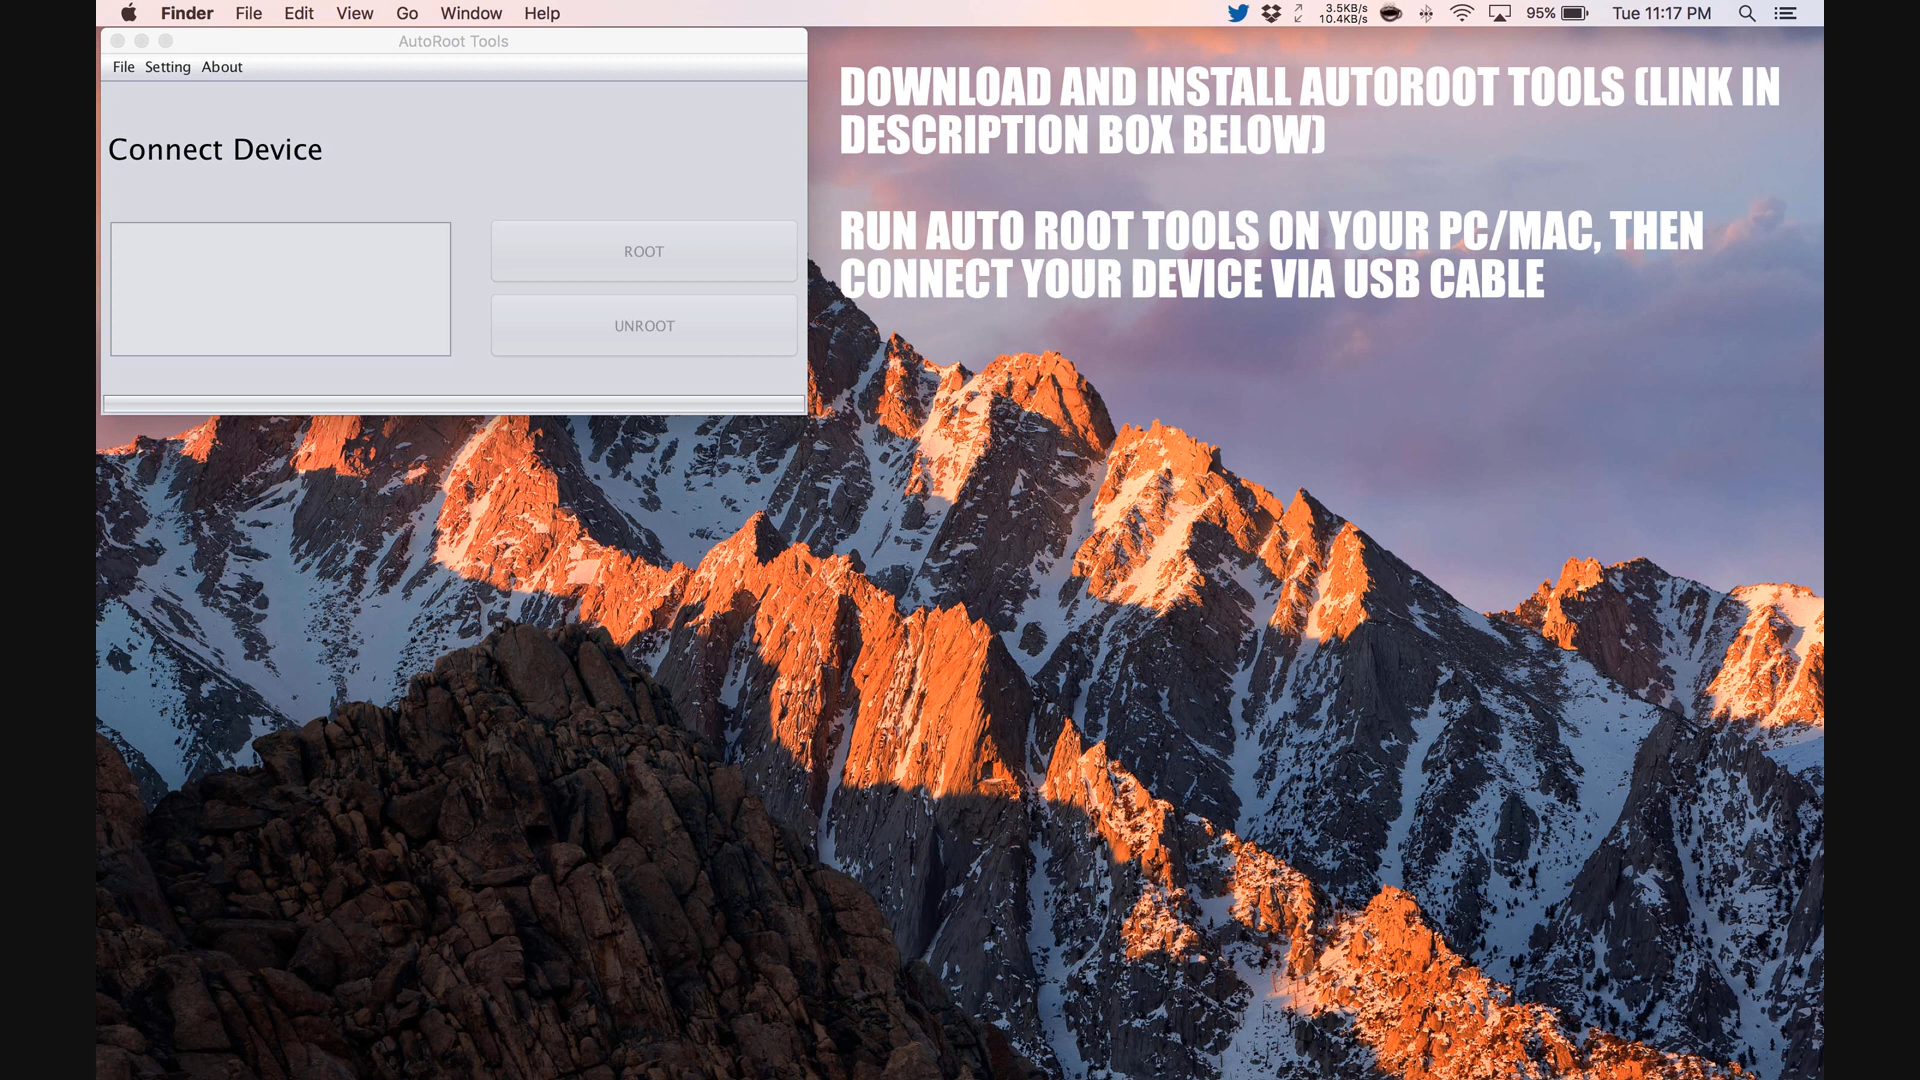 Finder File Edit View Go Window Help 3.5KB/s 10.4KB/s 95% Tue 11:17 PM
AutoRoot Tools
File Setting About
Connect Device
ROOT
UNROOT
DOWNLOAD AND INSTALL AUTOROOT TOOLS (LINK IN
DESCRIPTION BOX BELOW)
RUN AUTO ROOT TOOLS ON YOUR PC/MAC, THEN
CONNECT YOUR DEVICE VIA USB CABLE